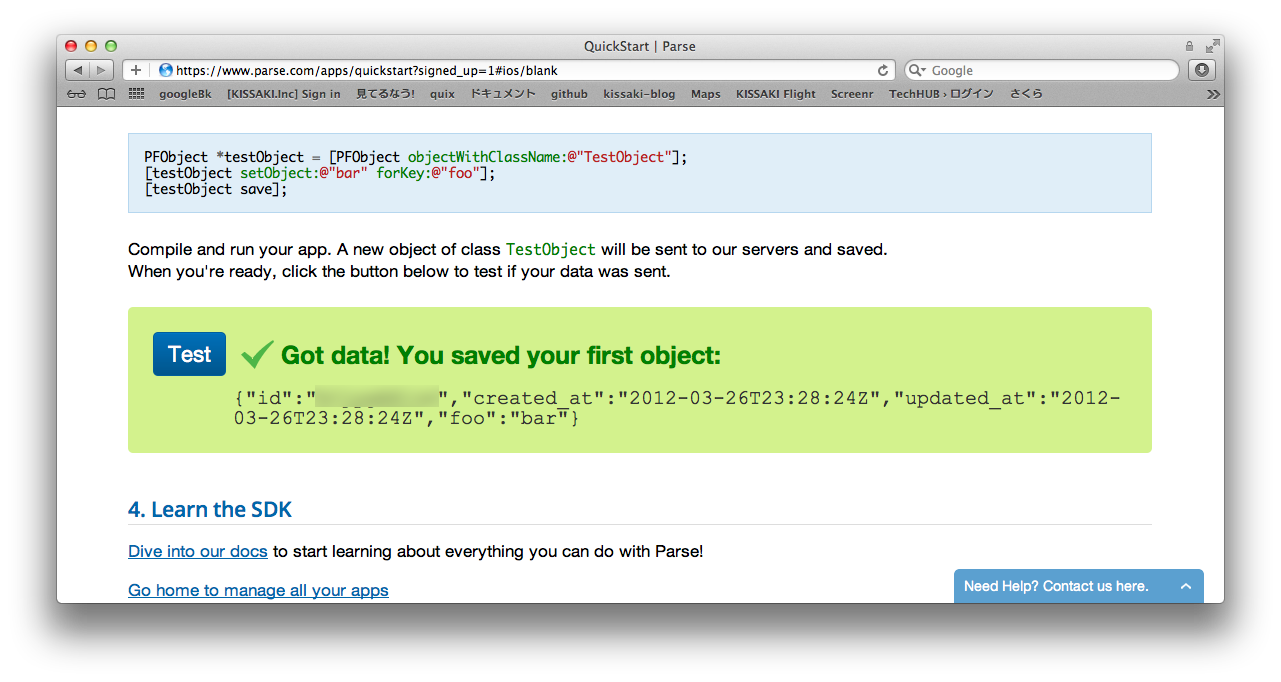 QuickStart | Parse
https://www.parse.com/apps/quickstart?signed_up=1#ios/blank
Google
googleBk [KISSAKI.Inc] Sign in 見てるなう! quix ドキュメント github kissaki-blog Maps KISSAKI Flight Screenr TechHUB › ログイン さくら
PFObject *testObject = [PFObject objectWithClassName:@"TestObject"];
[testObject setObject:@"bar" forKey:@"foo"];
[testObject save];
Compile and run your app. A new object of class TestObject will be sent to our servers and saved.
When you're ready, click the button below to test if your data was sent.
Test Got data! You saved your first object:
{"id":"","created_at":"2012-03-26T23:28:24Z","updated_at":"2012-
03-26T23:28:24Z","foo":"bar"}
4. Learn the SDK
Dive into our docs to start learning about everything you can do with Parse!
Go home to manage all your apps
Need Help? Contact us here.